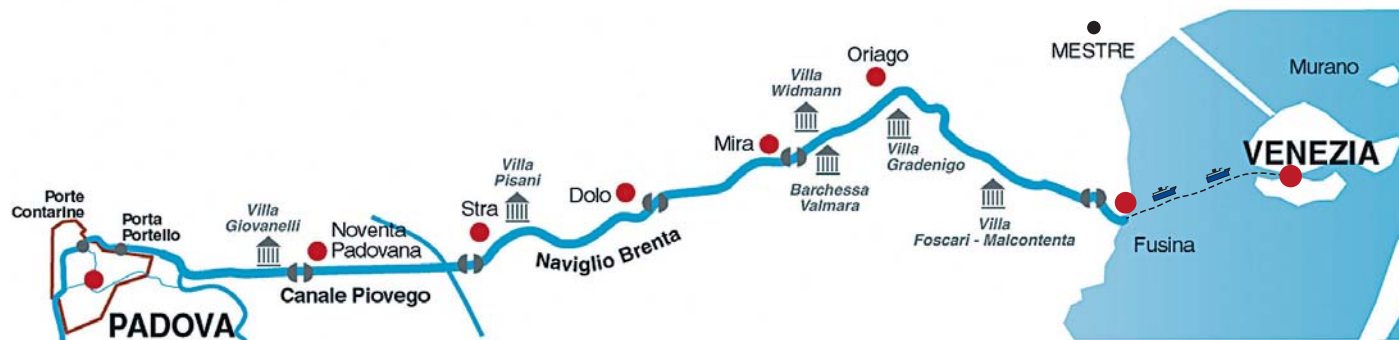 Porte
Contarine
Porta
Portello
PADOVA
Villa
Giovanelli
Noventa
Padovana
Canale Piovego
Stra
Villa
Pisani
Dolo
Naviglio Brenta
Mira
Villa
Widmann
Barchessa
Valmara
Oriago
Villa
Gradenigo
Villa
Foscari - Malcontenta
MESTRE
Fusina
Murano
VENEZIA